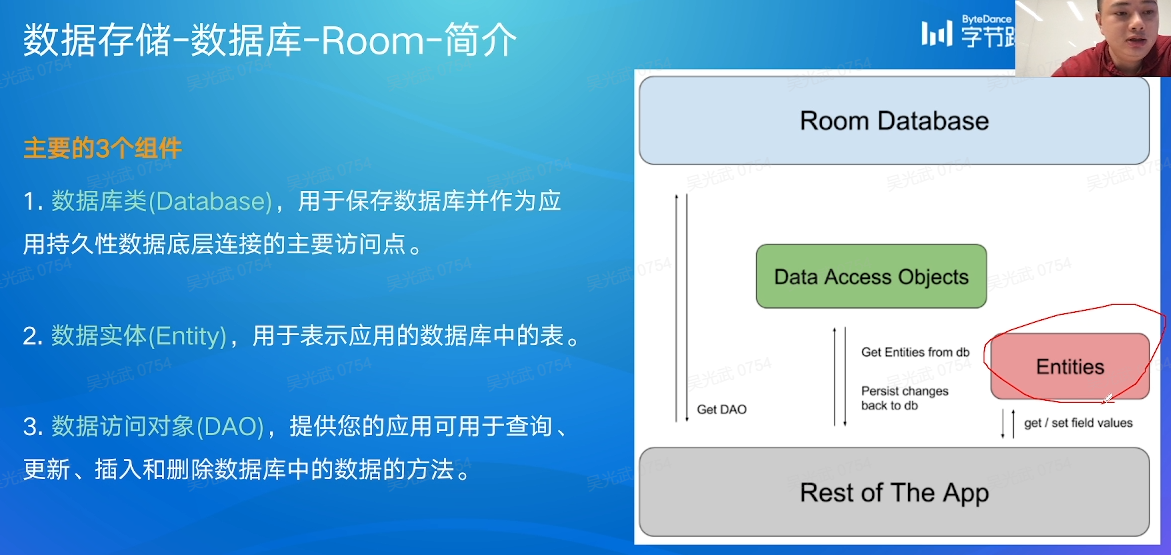 数据存储-数据库-Room-简介
ByteDance
字节跳
主要的3个组件
1. 数据库类(Database)，用于保存数据库并作为应
用持久性数据底层连接的主要访问点。
2. 数据实体(Entity)，用于表示应用的数据库中的表。
3. 数据访问对象(DAO)，提供您的应用可用于查询、
更新、插入和删除数据库中的数据的方法。
Room Database
Data Access Objects
Get Entities from db
Entities
Persist changes
back to db
Get DAO
get / set field values
Rest of The App
吴光武 0754